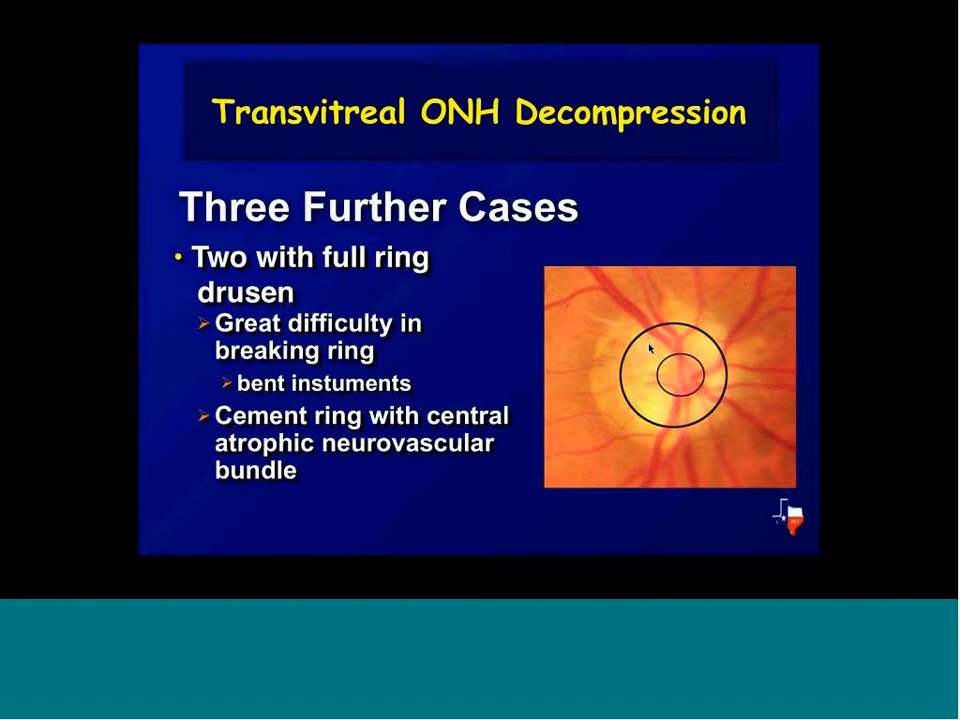 Transvitreal ONH Decompression
Three Further Cases
• Two with full ring
drusen
➢ Great difficulty in
breaking ring
➢ bent instuments
➢ Cement ring with central
atrophic neurovascular
bundle